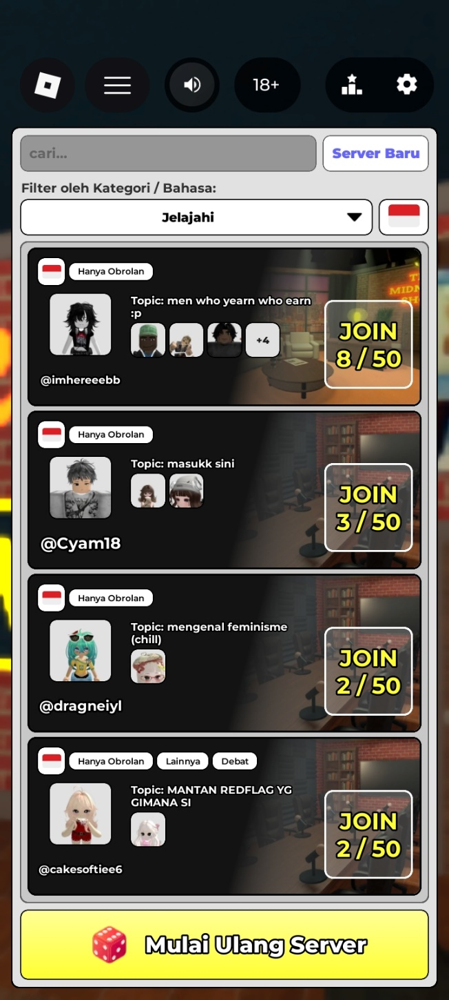 18+
cari...
Server Baru
Filter oleh Kategori / Bahasa:
Jelajahi
Hanya Obrolan
Topic: men who yearn who earn
:p
+4
@imhereeebb
JOIN
8 / 50
Hanya Obrolan
Topic: masukk sini
@Cyam18
JOIN
3 / 50
Hanya Obrolan
Topic: mengenal feminisme
(chill)
@dragneiyl
JOIN
2 / 50
Hanya Obrolan
Lainnya
Debat
Topic: MANTAN REDFLAG YG
GIMANA SI
@cakesoftiee6
JOIN
2 / 50
Mulai Ulang Server